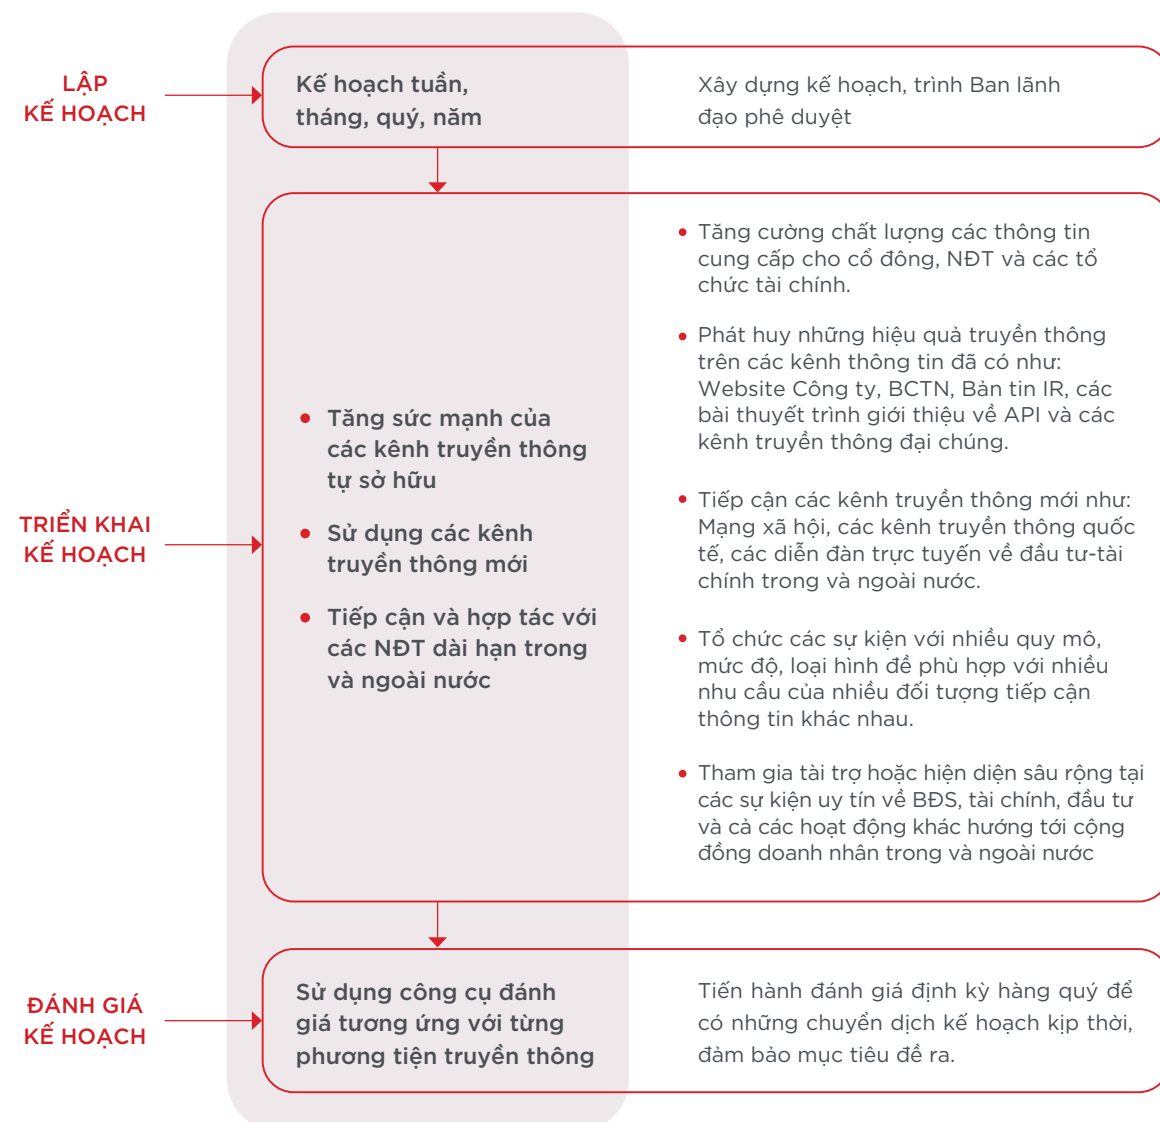 LẬP
KẾ HOẠCH
Kế hoạch tuần,
tháng, quý, năm
Xây dựng kế hoạch, trình Ban lãnh
đạo phê duyệt
TRIỂN KHAI
KẾ HOẠCH
• Tăng sức mạnh của
các kênh truyền thông
tự sở hữu
• Sử dụng các kênh
truyền thông mới
• Tiếp cận và hợp tác với
các NĐT dài hạn trong
và ngoài nước
• Tăng cường chất lượng các thông tin
cung cấp cho cổ đông, NĐT và các tổ
chức tài chính.
• Phát huy những hiệu quả truyền thông
trên các kênh thông tin đã có như:
Website Công ty, BCTN, Bản tin IR, các
bài thuyết trình giới thiệu về API và các
kênh truyền thông đại chúng.
• Tiếp cận các kênh truyền thông mới như:
Mạng xã hội, các kênh truyền thông quốc
tế, các diễn đàn trực tuyến về đầu tư-tài
chính trong và ngoài nước.
• Tổ chức các sự kiện với nhiều quy mô,
mức độ, loại hình đề phù hợp với nhiều
nhu cầu của nhiều đối tượng tiếp cận
thông tin khác nhau.
• Tham gia tài trợ hoặc hiện diện sâu rộng tại
các sự kiện uy tín về BĐS, tài chính, đầu tư
và cả các hoạt động khác hướng tới cộng
đồng doanh nhân trong và ngoài nước
ĐÁNH GIÁ
KẾ HOẠCH
Sử dụng công cụ đánh
giá tương ứng với từng
phương tiện truyền thông
Tiến hành đánh giá định kỳ hàng quý để
có những chuyển dịch kế hoạch kịp thời,
đảm bảo mục tiêu đề ra.